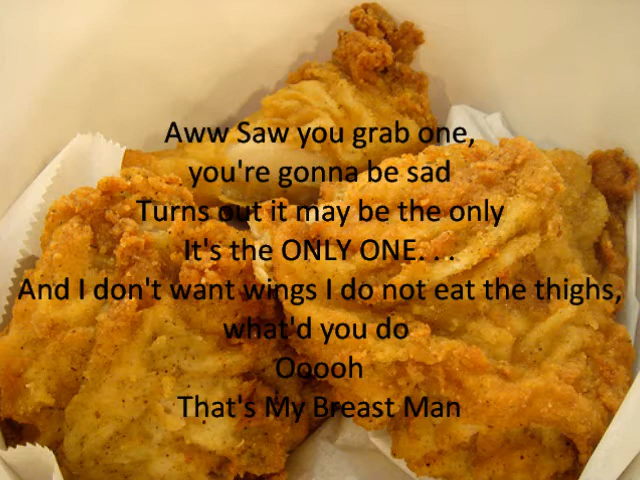 Aww Saw you grab one,
you're gonna be sad
Turns out it may be the only
It's the ONLY ONE. . .
And I don't want wings I do not eat the thighs,
what'd you do
Ooooh
That's My Breast Man